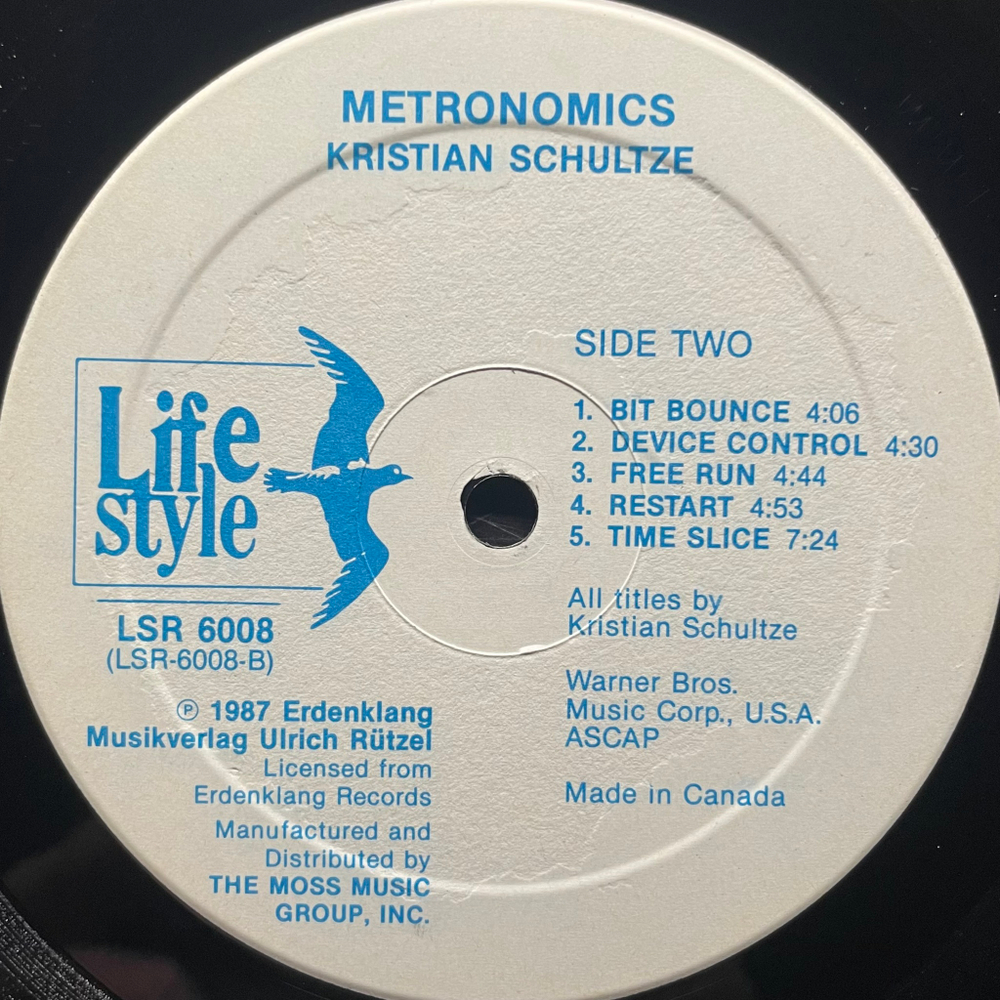 METRONOMICS
KRISTIAN SCHULTZE
Life
style
LSR 6008
(LSR-6008-B)
℗ 1987 Erdenklang
Musikverlag Ulrich Rützel
Licensed from
Erdenklang Records
Manufactured and
Distributed by
THE MOSS MUSIC
GROUP, INC.
SIDE TWO
1. BIT BOUNCE 4:06
2. DEVICE CONTROL 4:30
3. FREE RUN 4:44
4. RESTART 4:53
5. TIME SLICE 7:24
All titles by
Kristian Schultze
Warner Bros.
Music Corp., U.S.A.
ASCAP
Made in Canada